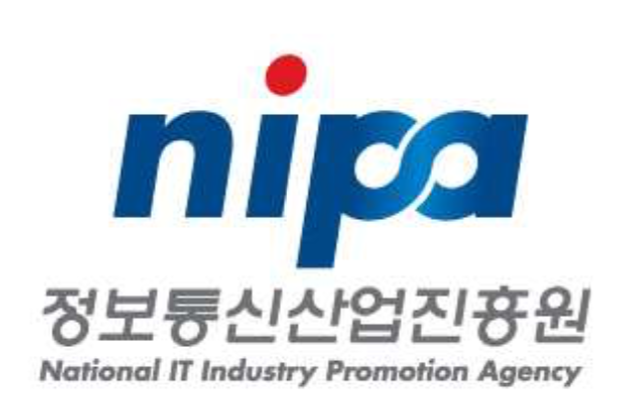 nipa
정보통신산업진흥원
National IT Industry Promotion Agency